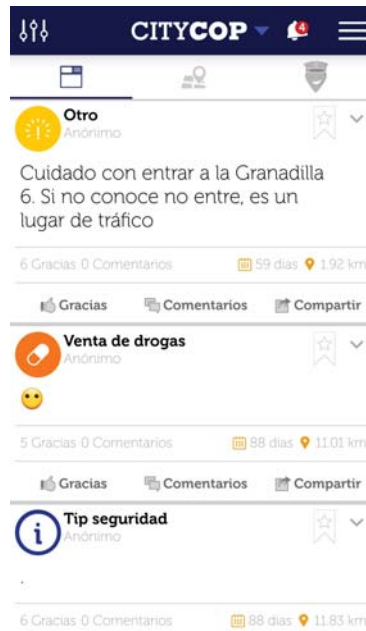 CITYCOP
4
Otro
Anónimo
Cuidado con entrar a la Granadilla
6. Si no conoce no entre, es un
lugar de tráfico
6 Gracias 0 Comentarios 59 dias 1.92 km
Gracias Comentarios Compartir
Venta de drogas
Anónimo
5 Gracias 0 Comentarios 88 dias 11.01 km
Gracias Comentarios Compartir
i Tip seguridad
Anónimo
.
6 Gracias 0 Comentarios 88 dias 11.83 km